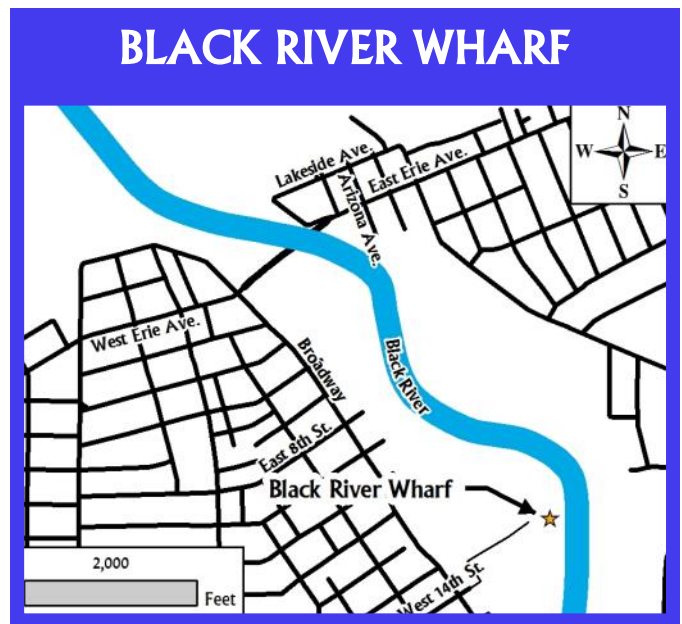 BLACK RIVER WHARF
N
W E
S
Lakeside Ave.
East Erie Ave.
Arizona Ave.
West Erie Ave.
Broadway
Black River
East 8th St.
Black River Wharf
West 14th St.
2,000
Feet